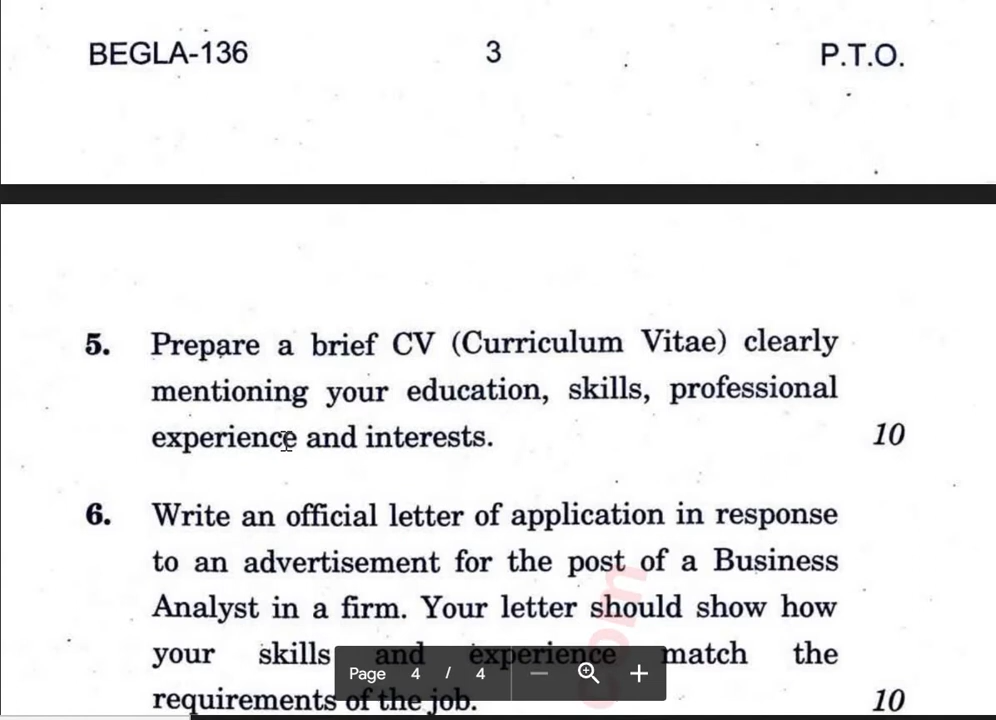 BEGLA-136 3 P.T.O.
5. Prepare a brief CV (Curriculum Vitae) clearly
mentioning your education, skills, professional
experience and interests. 10
6. Write an official letter of application in response
to an advertisement for the post of a Business
Analyst in a firm. Your letter should show how
your skills and experience match the
Page 4 / 4
requirements of the job. 10
com